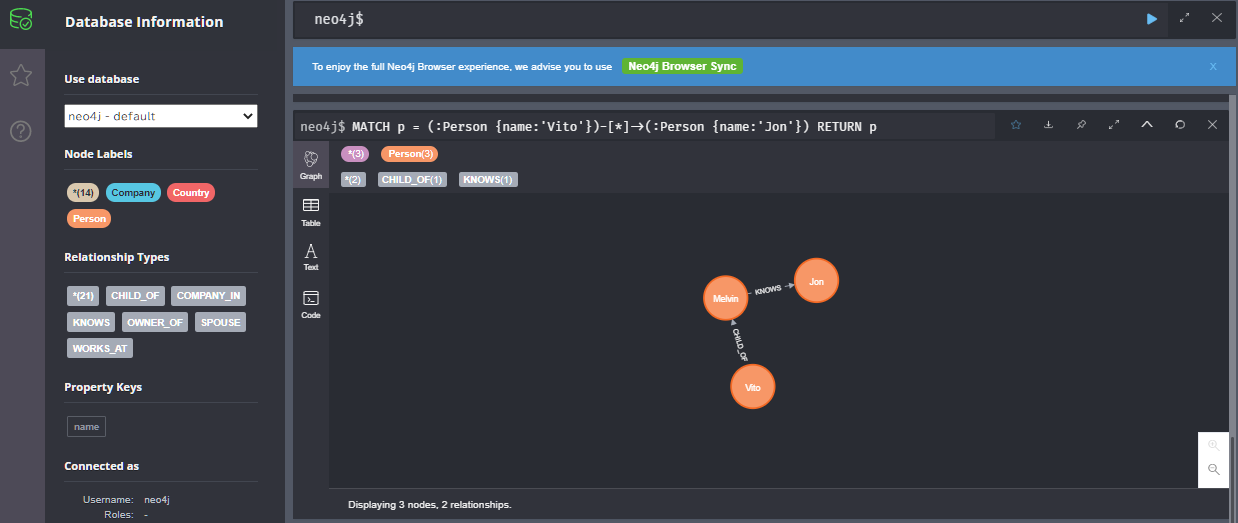 Database Information
Use database
neo4j - default
Node Labels
*(14) Company Country
Person
Relationship Types
*(21) CHILD_OF COMPANY_IN
KNOWS OWNER_OF SPOUSE
WORKS_AT
Property Keys
name
Connected as
Username: neo4j
Roles: -
neo4j$
To enjoy the full Neo4j Browser experience, we advise you to use Neo4j Browser Sync x
neo4j$ MATCH p = (:Person {name:'Vito'})-[*]→(:Person {name:'Jon'}) RETURN p
Graph
Table
Text
Code
*(3) Person(3)
*(2) CHILD_OF(1) KNOWS(1)
Jon
KNOWS
Melvin
CHILD_OF
Vito
Displaying 3 nodes, 2 relationships.